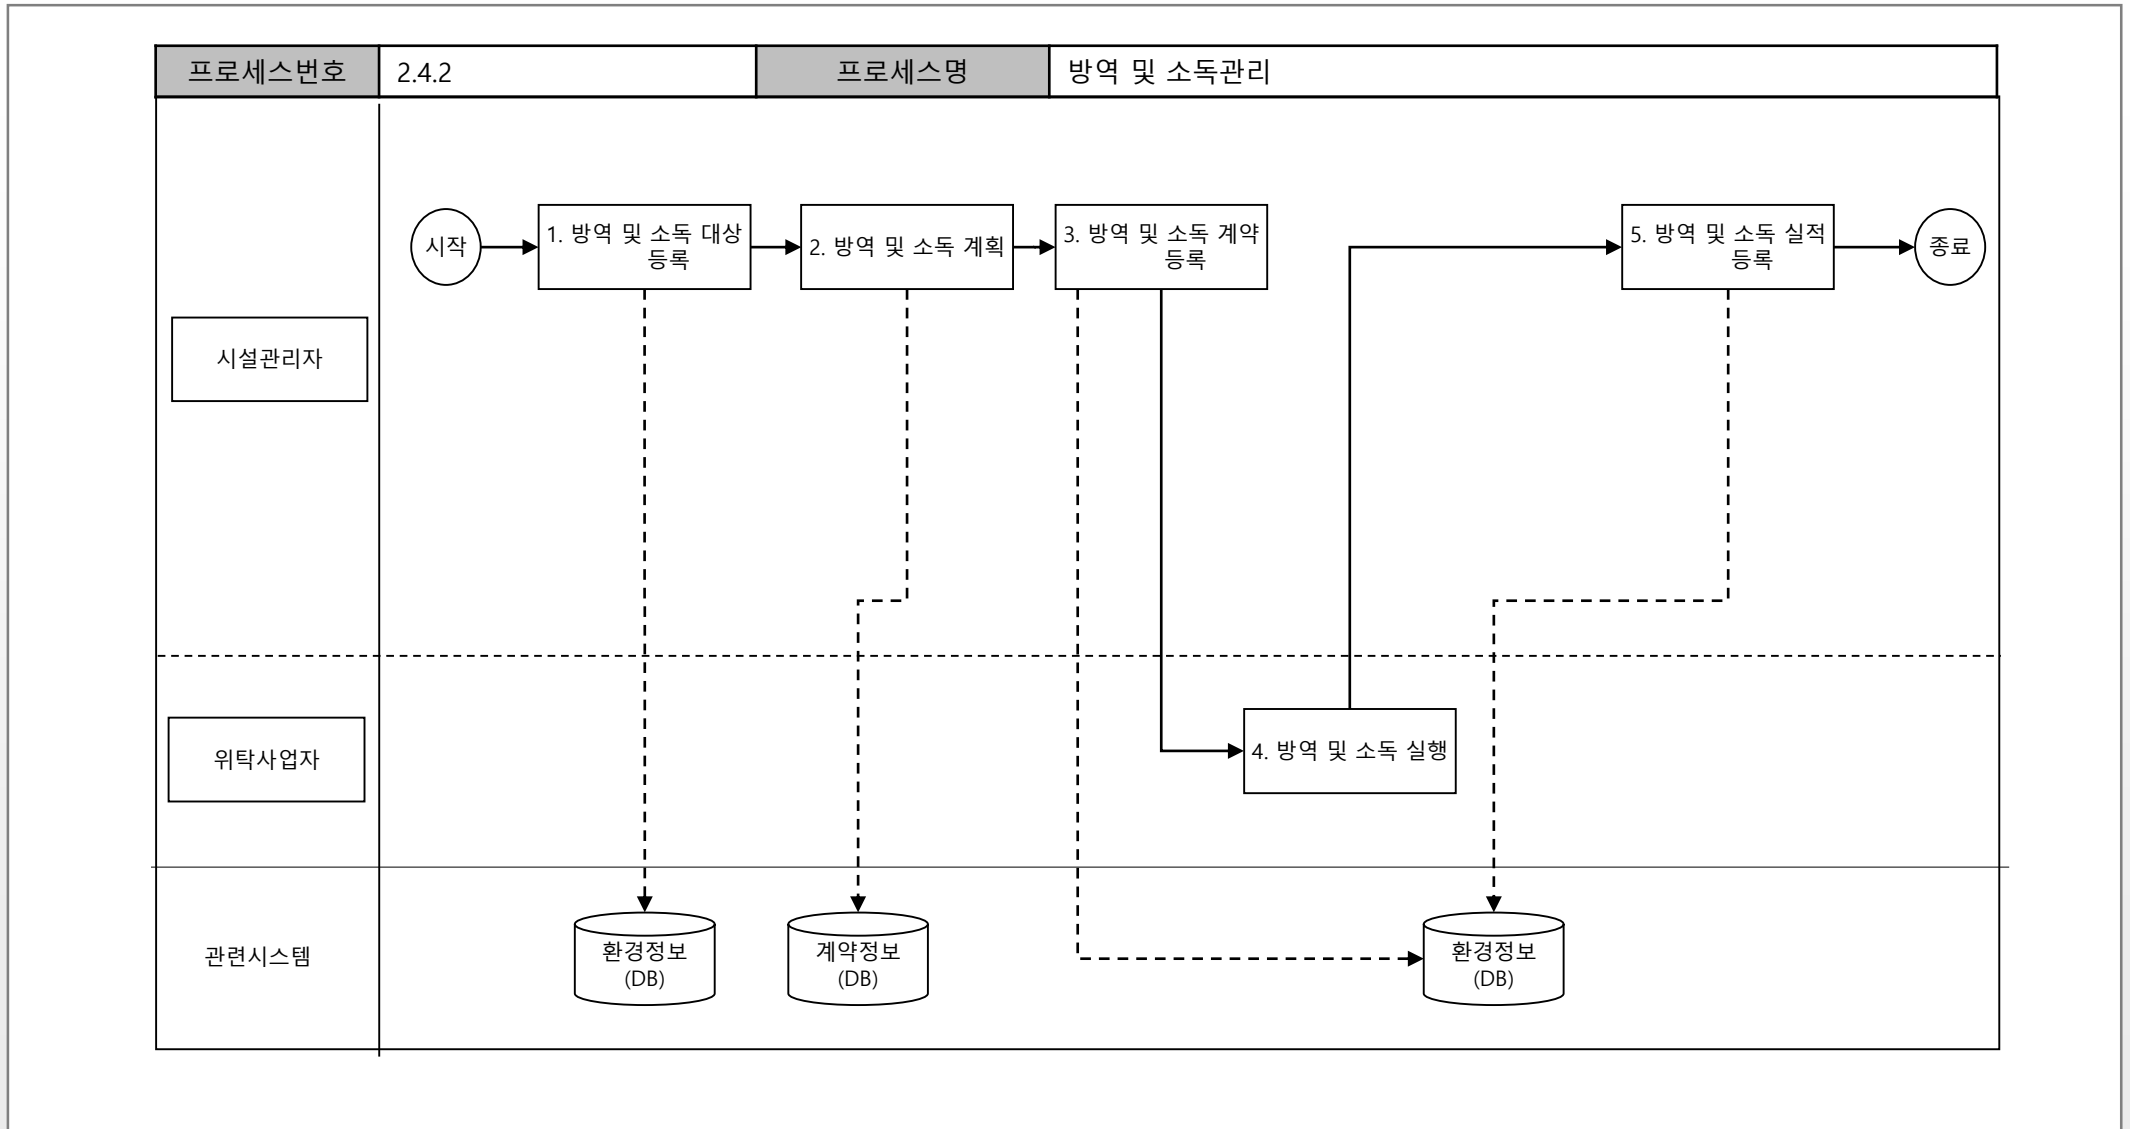 프로세스번호
2.4.2
프로세스명
방역 및 소독관리
시설관리자
시작
1. 방역 및 소독 대상
등록
2. 방역 및 소독 계획
3. 방역 및 소독 계약
등록
5. 방역 및 소독 실적
등록
종료
위탁사업자
4. 방역 및 소독 실행
관련시스템
환경정보
(DB)
계약정보
(DB)
환경정보
(DB)